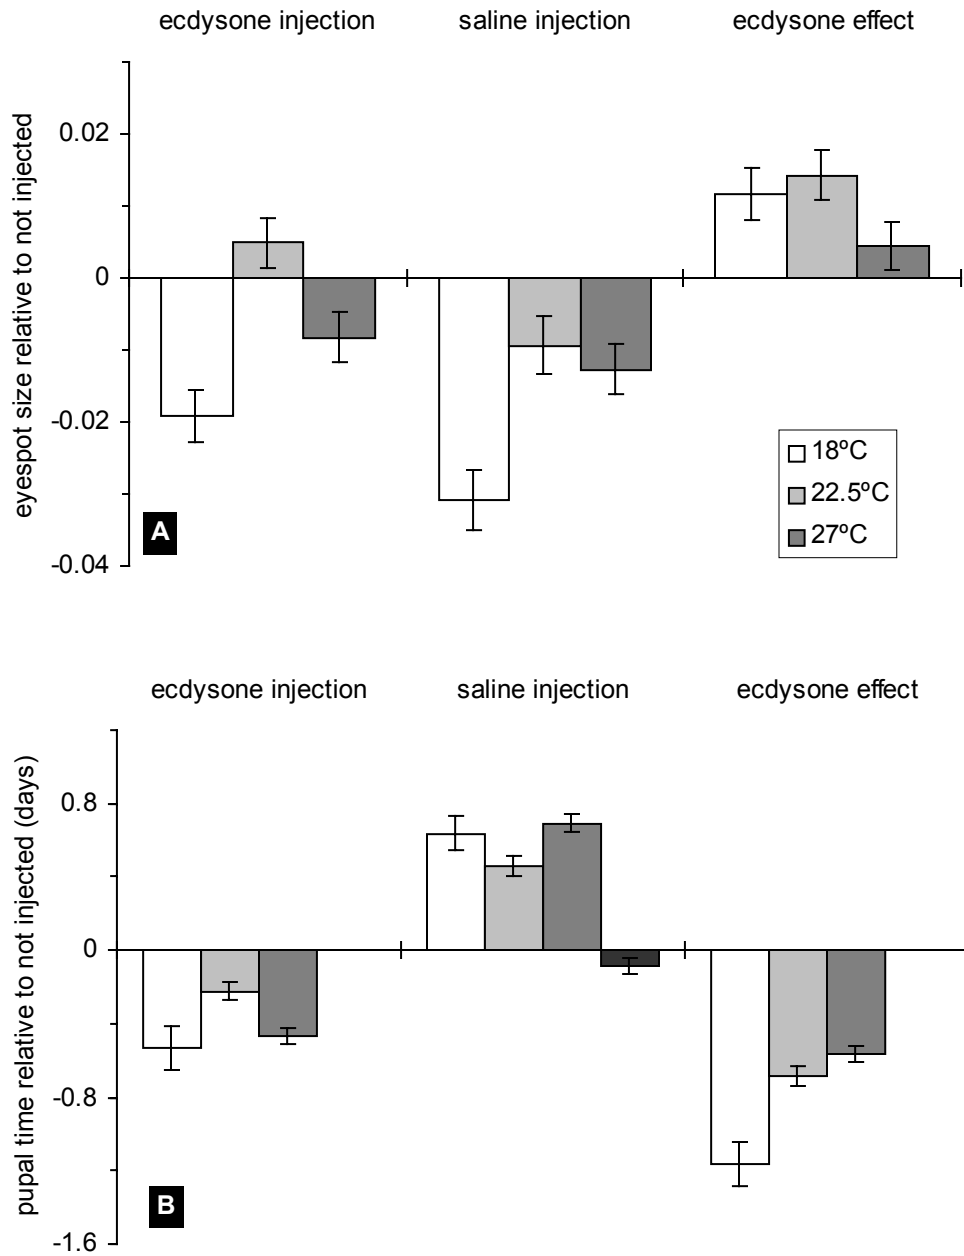 ecdysone injection saline injection ecdysone effect
eyespot size relative to not injected
0.02
0
-0.02
-0.04
A
18ºC
22.5ºC
27ºC
ecdysone injection saline injection ecdysone effect
pupal time relative to not injected (days)
0.8
0
-0.8
-1.6
B